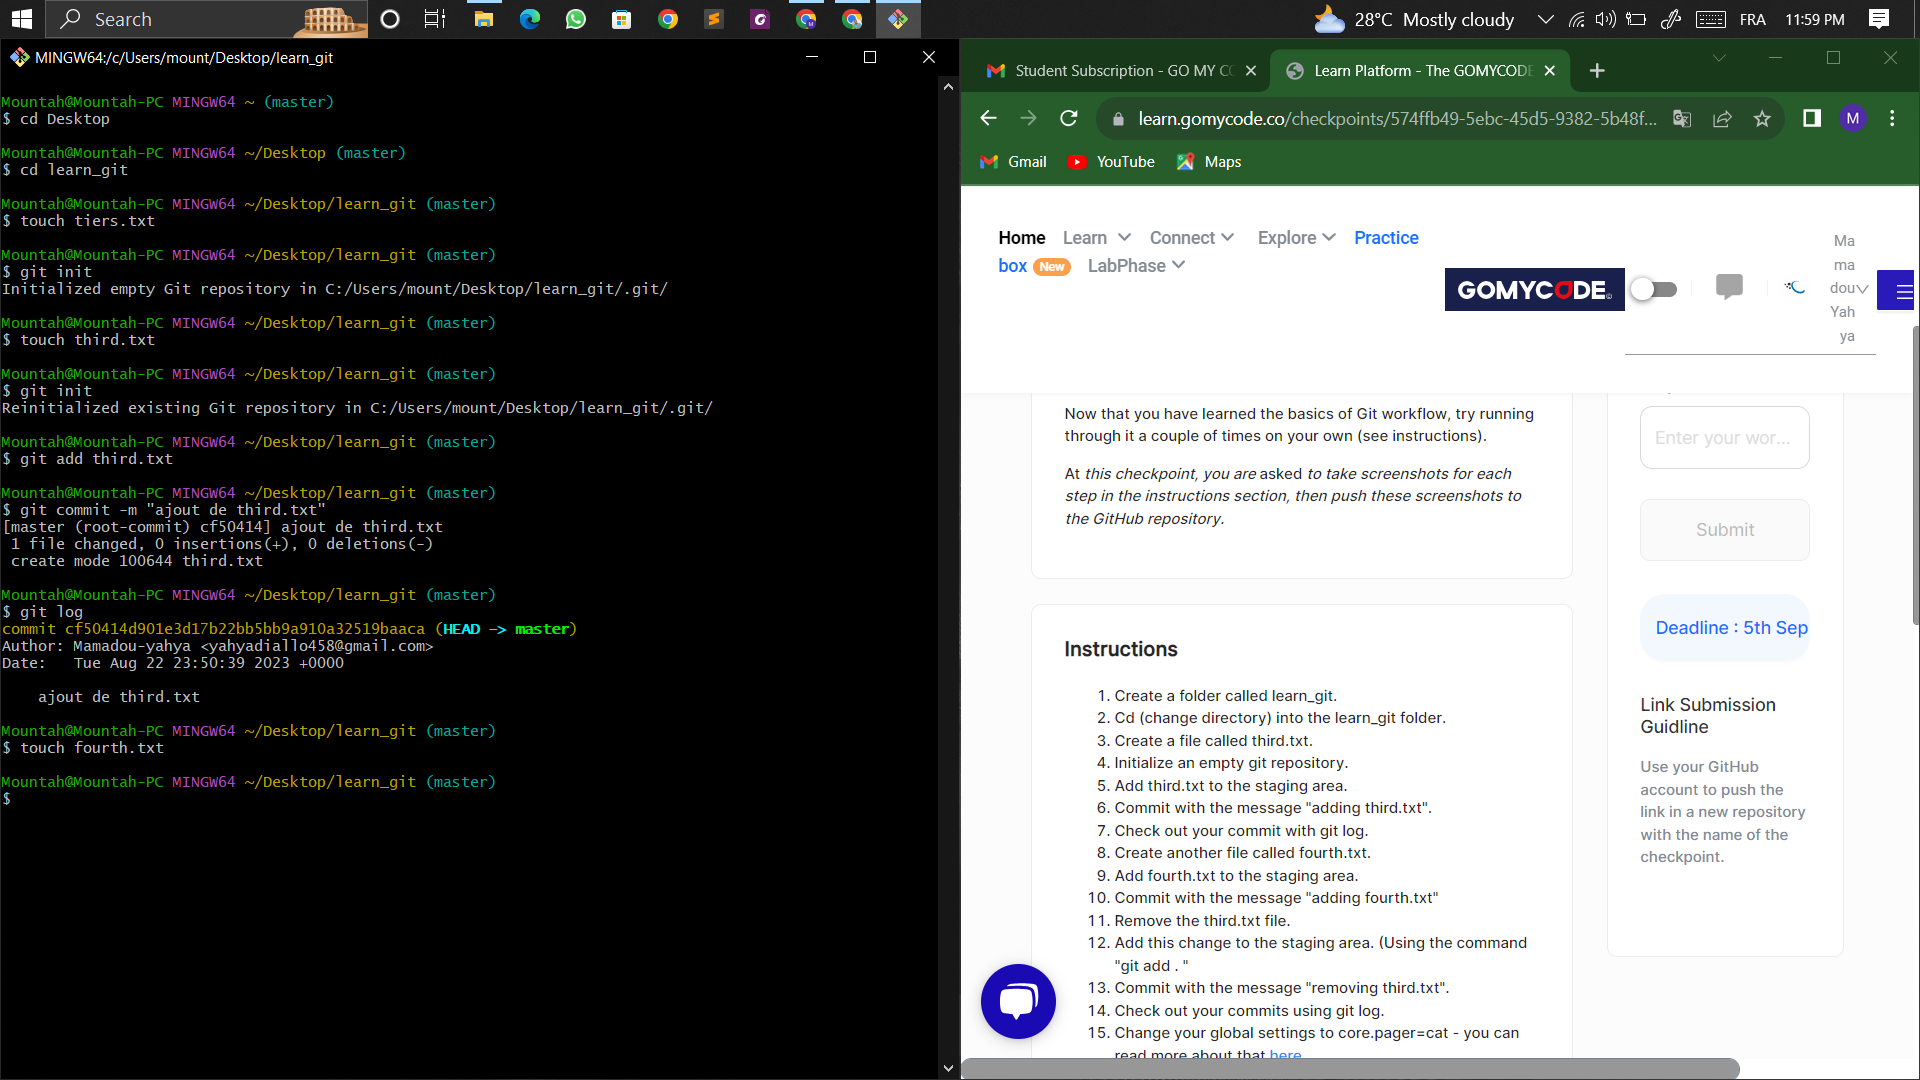 Search
28°C Mostly cloudy
FRA
11:59 PM
MINGW64:/c/Users/mount/Desktop/learn_git
Mountah@Mountah-PC MINGW64 ~ (master)
$ cd Desktop
Mountah@Mountah-PC MINGW64 ~/Desktop (master)
$ cd learn_git
Mountah@Mountah-PC MINGW64 ~/Desktop/learn_git (master)
$ touch tiers.txt
Mountah@Mountah-PC MINGW64 ~/Desktop/learn_git (master)
$ git init
Initialized empty Git repository in C:/Users/mount/Desktop/learn_git/.git/
Mountah@Mountah-PC MINGW64 ~/Desktop/learn_git (master)
$ touch third.txt
Mountah@Mountah-PC MINGW64 ~/Desktop/learn_git (master)
$ git init
Reinitialized existing Git repository in C:/Users/mount/Desktop/learn_git/.git/
Mountah@Mountah-PC MINGW64 ~/Desktop/learn_git (master)
$ git add third.txt
Mountah@Mountah-PC MINGW64 ~/Desktop/learn_git (master)
$ git commit -m "ajout de third.txt"
[master (root-commit) cf50414] ajout de third.txt
1 file changed, 0 insertions(+), 0 deletions(-)
create mode 100644 third.txt
Mountah@Mountah-PC MINGW64 ~/Desktop/learn_git (master)
$ git log
commit cf50414d901e3d17b22bb5bb9a910a32519baaca (HEAD -> master)
Author: Mamadou-yahya <yahyadiallo458@gmail.com>
Date:   Tue Aug 22 23:50:39 2023 +0000
ajout de third.txt
Mountah@Mountah-PC MINGW64 ~/Desktop/learn_git (master)
$ touch fourth.txt
Mountah@Mountah-PC MINGW64 ~/Desktop/learn_git (master)
$
Student Subscription - GO MY CO
Learn Platform - The GOMYCODE
learn.gomycode.co/checkpoints/574ffb49-5ebc-45d5-9382-5b48f...
M
Gmail
YouTube
Maps
Home Learn Connect Explore Practice
box New LabPhase
GOMYCODE
Ma
ma
dou
Yah
ya
Now that you have learned the basics of Git workflow, try running
through it a couple of times on your own (see instructions).
At this checkpoint, you are asked to take screenshots for each
step in the instructions section, then push these screenshots to
the GitHub repository.
Instructions
1. Create a folder called learn_git.
2. Cd (change directory) into the learn_git folder.
3. Create a file called third.txt.
4. Initialize an empty git repository.
5. Add third.txt to the staging area.
6. Commit with the message "adding third.txt".
7. Check out your commit with git log.
8. Create another file called fourth.txt.
9. Add fourth.txt to the staging area.
10. Commit with the message "adding fourth.txt"
11. Remove the third.txt file.
12. Add this change to the staging area. (Using the command
"git add . "
13. Commit with the message "removing third.txt".
14. Check out your commits using git log.
15. Change your global settings to core.pager=cat - you can
read more about that here
Enter your wor...
Submit
Deadline : 5th Sep
Link Submission
Guidline
Use your GitHub
account to push the
link in a new repository
with the name of the
checkpoint.